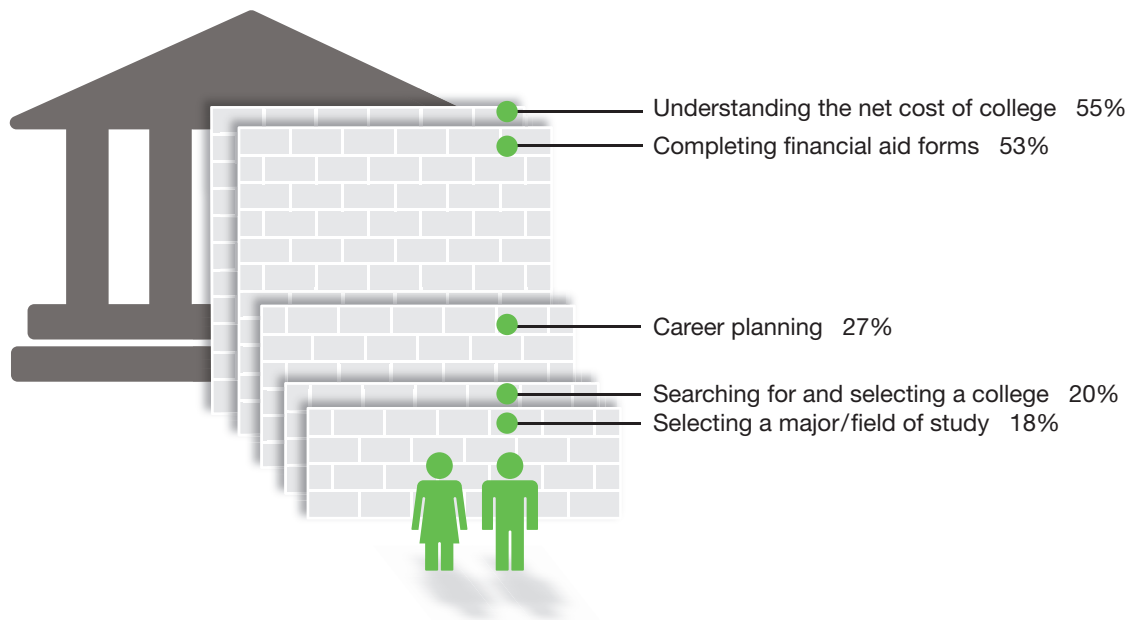 Understanding the net cost of college 55%
Completing financial aid forms 53%
Career planning 27%
Searching for and selecting a college 20%
Selecting a major/field of study 18%